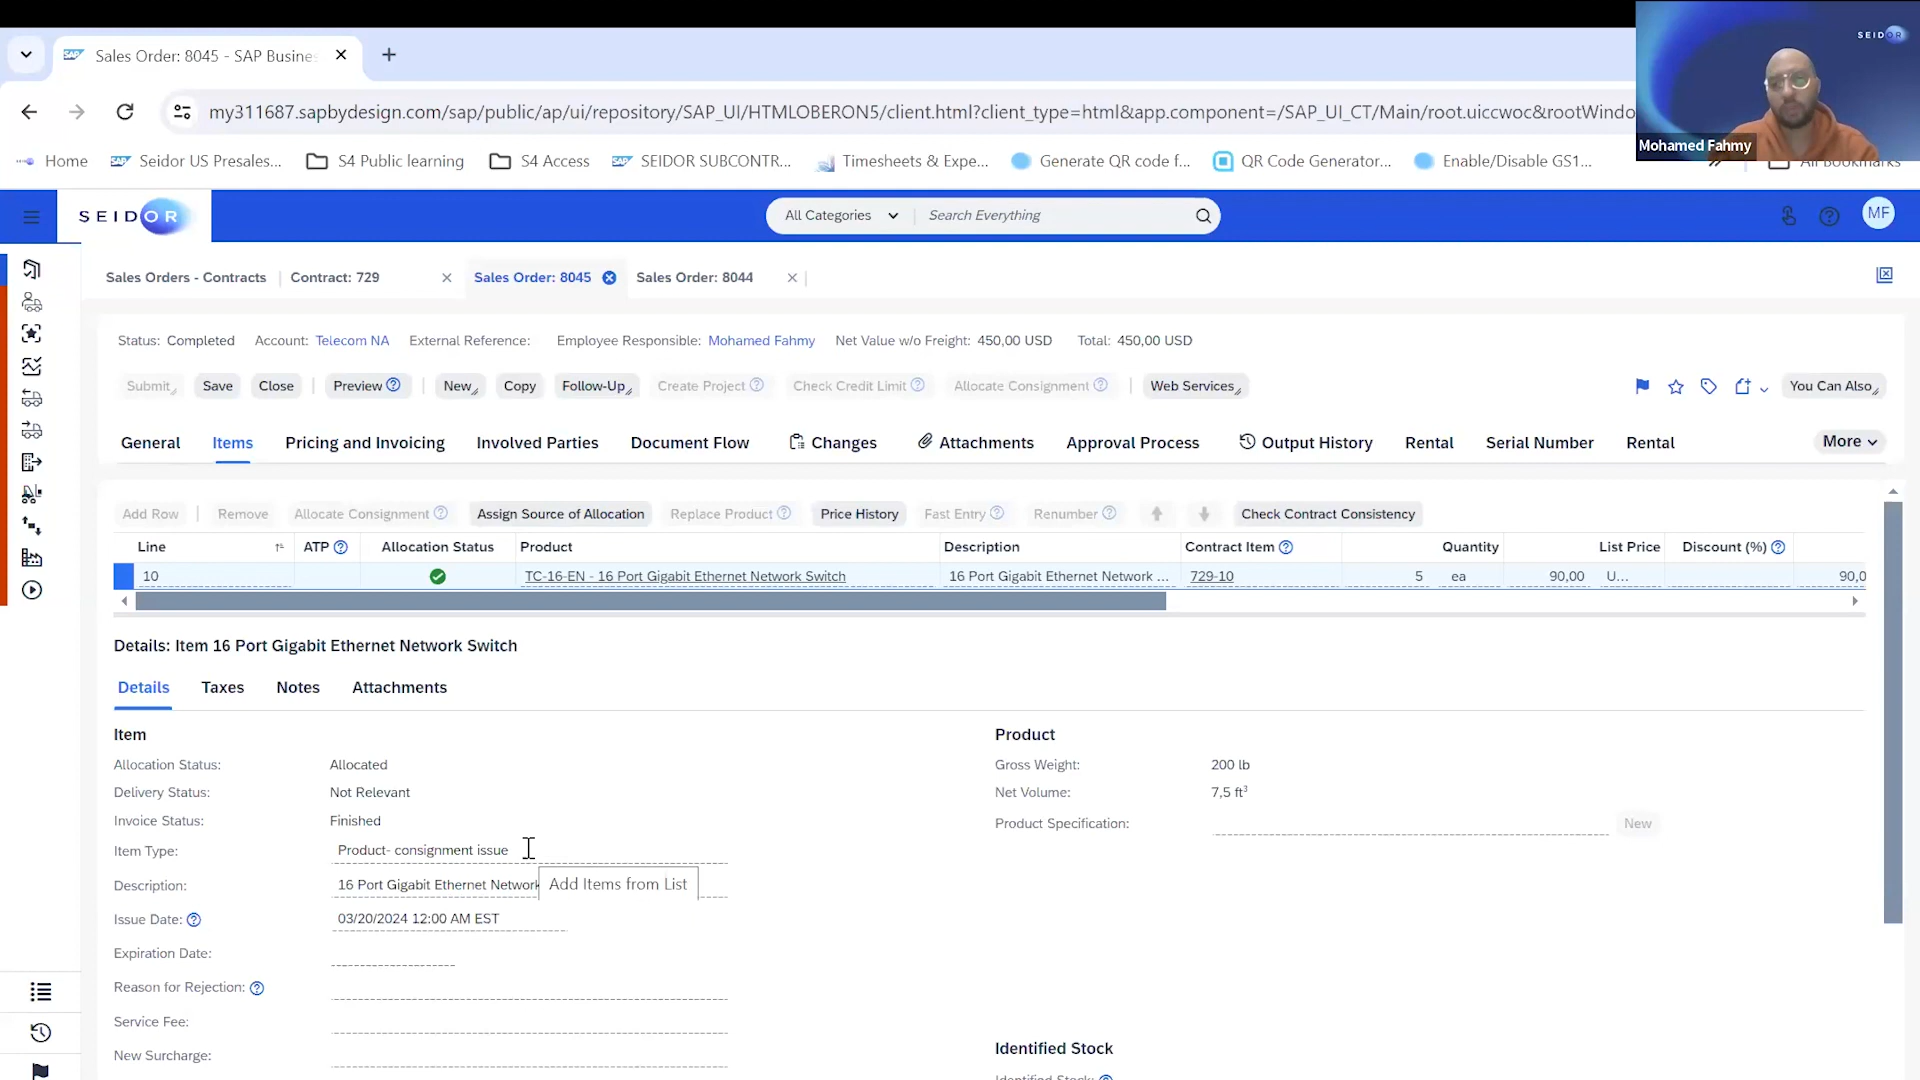 Sales Order: 8045 - SAP Busine
my311687.sapbydesign.com/sap/public/ap/ui/repository/SAP_UI/HTMLOBERON5/client.html?client_type=html&app.component=/SAP_UI_CT/Main/root.uiccwoc&rootWindo
SEIDOR
Mohamed Fahmy
Home SAP Seidor US Presales... S4 Public learning S4 Access SAP SEIDOR SUBCONTR... Timesheets & Expe... Generate QR code f... QR Code Generator... Enable/Disable GS1... All Bookmarks
SEIDOR All Categories Search Everything MF
Sales Orders - Contracts Contract: 729 Sales Order: 8045 Sales Order: 8044
Status: Completed Account: Telecom NA External Reference: Employee Responsible: Mohamed Fahmy Net Value w/o Freight: 450,00 USD Total: 450,00 USD
Submit Save Close Preview New Copy Follow-Up Create Project Check Credit Limit Allocate Consignment Web Services You Can Also
General Items Pricing and Invoicing Involved Parties Document Flow Changes Attachments Approval Process Output History Rental Serial Number Rental More
Add Row Remove Allocate Consignment Assign Source of Allocation Replace Product Price History Fast Entry Renumber Check Contract Consistency
Line ATP Allocation Status Product Description Contract Item Quantity List Price Discount (%)
10 TC-16-EN - 16 Port Gigabit Ethernet Network Switch 16 Port Gigabit Ethernet Network ... 729-10 5 ea 90,00 U... 90,0
Details: Item 16 Port Gigabit Ethernet Network Switch
Details Taxes Notes Attachments
Item
Allocation Status: Allocated
Delivery Status: Not Relevant
Invoice Status: Finished
Item Type: Product- consignment issue
Description: 16 Port Gigabit Ethernet Network
Add Items from List
Issue Date: 03/20/2024 12:00 AM EST
Expiration Date:
Reason for Rejection:
Service Fee:
New Surcharge:
Product
Gross Weight: 200 lb
Net Volume: 7,5 ft³
Product Specification: New
Identified Stock
Identified Stock: